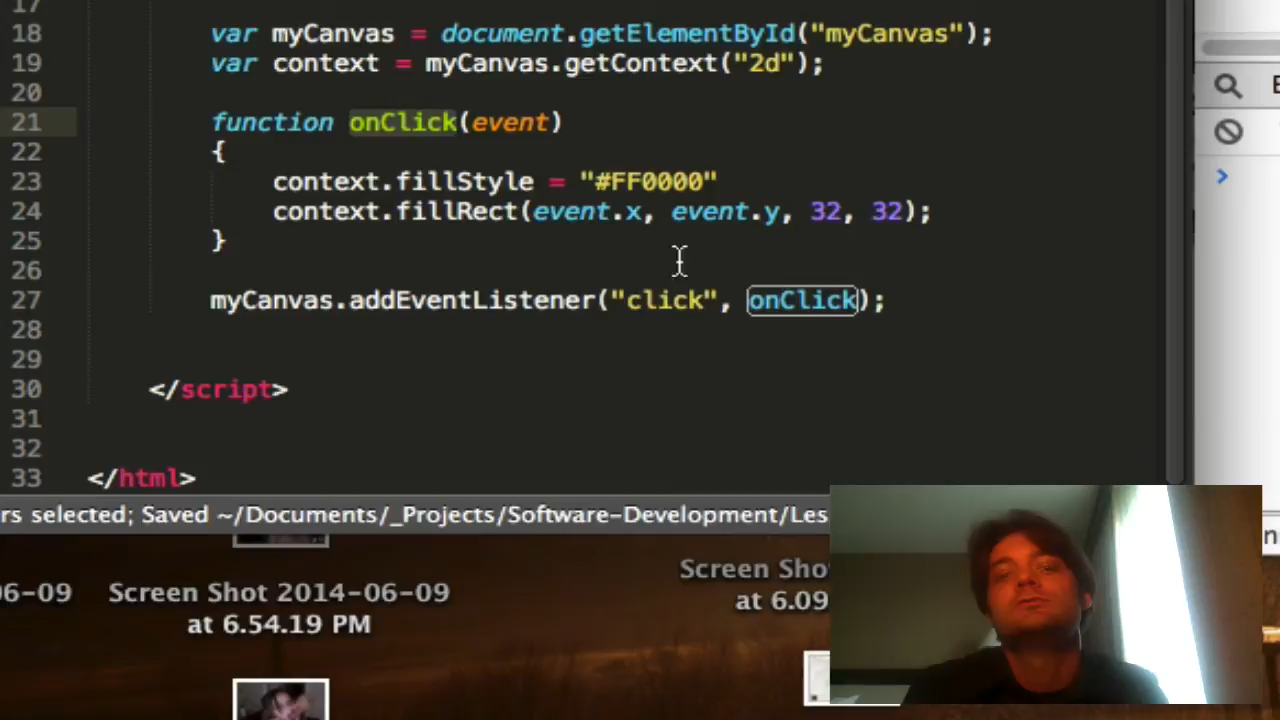 17
18 var myCanvas = document.getElementById("myCanvas");
19 var context = myCanvas.getContext("2d");
20
21 function onClick(event)
22 {
23 context.fillStyle = "#FF0000"
24 context.fillRect(event.x, event.y, 32, 32);
25 }
26
27 myCanvas.addEventListener("click", onClick);
28
29
30 </script>
31
32
33 </html>
rs selected; Saved ~/Documents/_Projects/Software-Development/Les
06-09
Screen Shot 2014-06-09
at 6.54.19 PM
Screen Sho
at 6.09